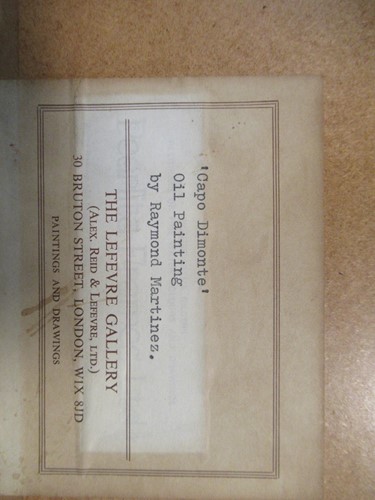 'Capo Dimonte'
Oil Painting
by Raymond Martinez.
THE LEFEVRE GALLERY
(ALEX. REID & LEFEVRE, LTD.)
30 BRUTON STREET, LONDON, W1X 8JD
PAINTINGS AND DRAWINGS